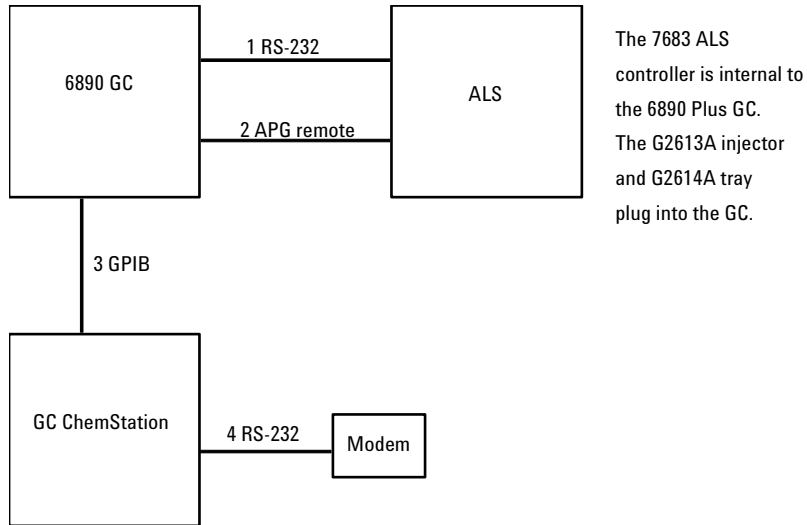 1 RS-232
6890 GC
ALS
2 APG remote
The 7683 ALS
controller is internal to
the 6890 Plus GC.
The G2613A injector
and G2614A tray
plug into the GC.
3 GPIB
GC ChemStation
4 RS-232
Modem